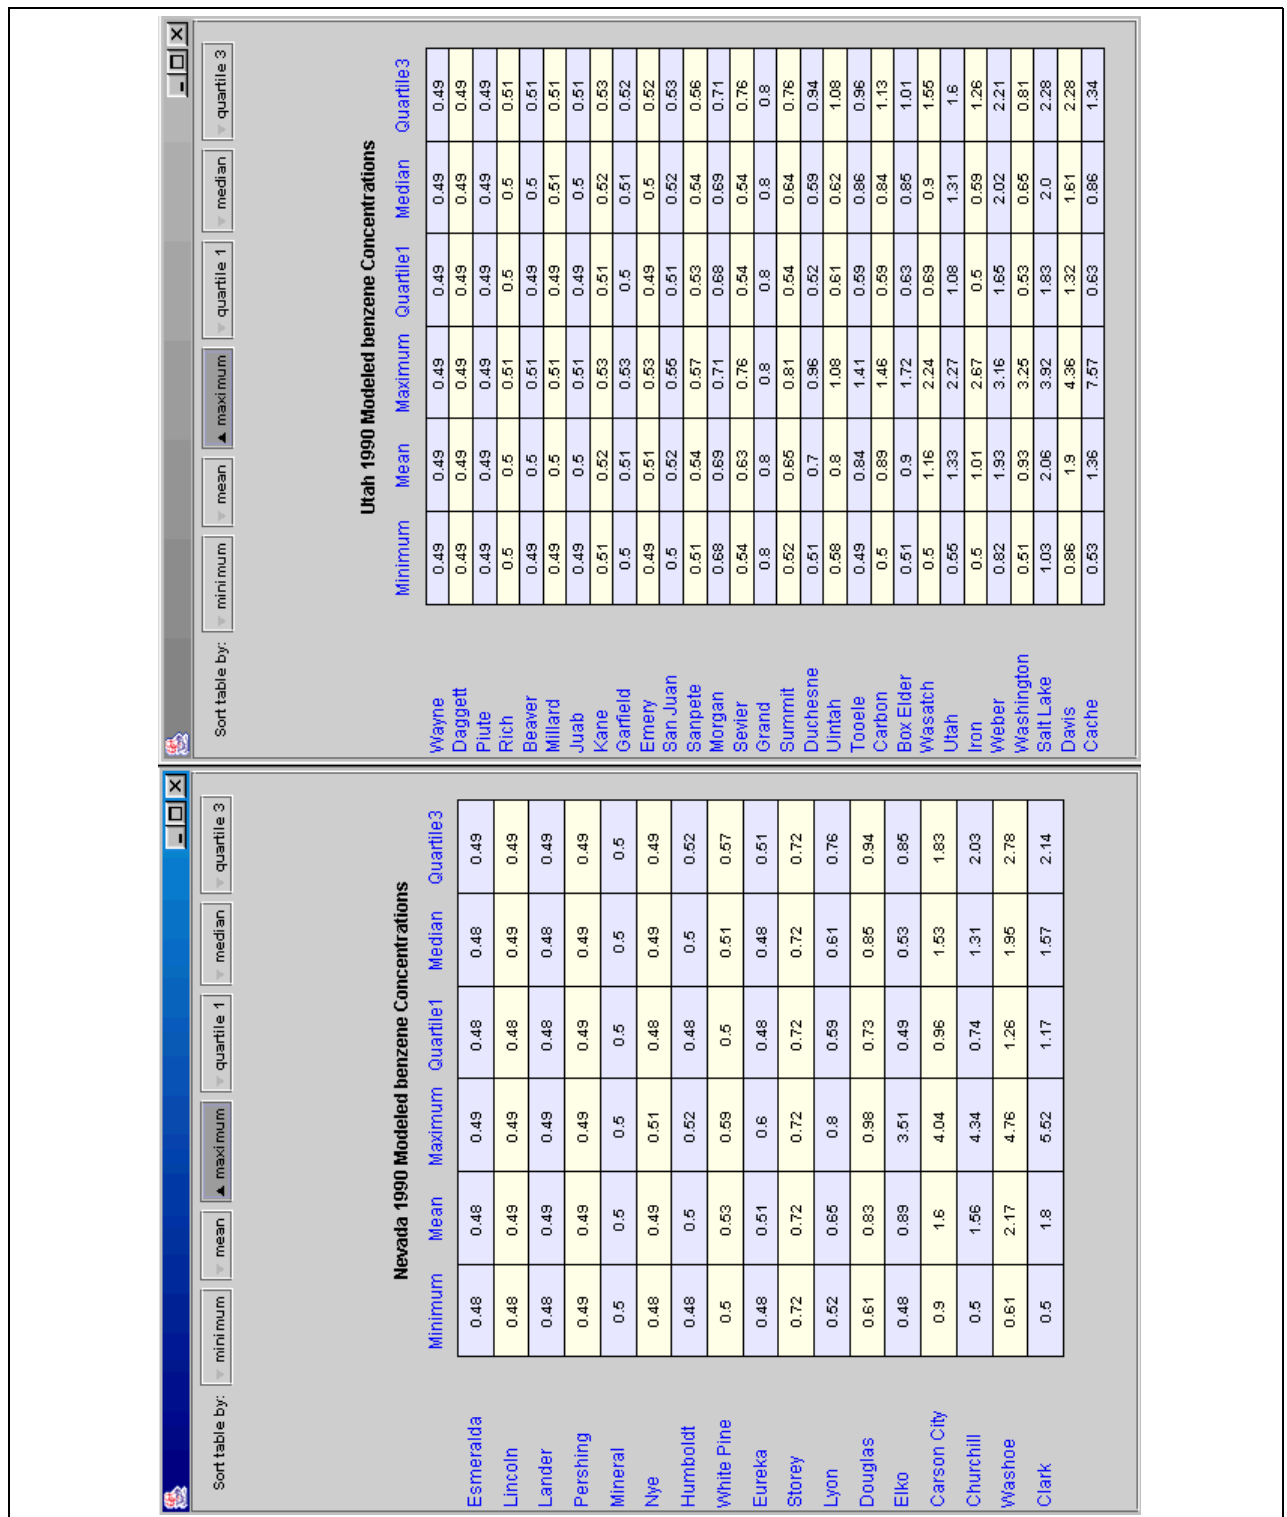 Sort table by: minimum mean ▲ maximum quartile 1 median quartile 3
Nevada 1990 Modeled benzene Concentrations
Minimum Mean Maximum Quartile1 Median Quartile3
Esmeralda 0.48 0.48 0.49 0.48 0.48 0.49
Lincoln 0.48 0.49 0.49 0.48 0.49 0.49
Lander 0.48 0.49 0.49 0.48 0.48 0.49
Pershing 0.49 0.49 0.49 0.49 0.49 0.49
Mineral 0.5 0.5 0.5 0.5 0.5 0.5
Nye 0.48 0.49 0.51 0.48 0.49 0.49
Humboldt 0.48 0.5 0.52 0.48 0.5 0.52
White Pine 0.5 0.53 0.59 0.5 0.51 0.57
Eureka 0.48 0.51 0.6 0.48 0.48 0.51
Storey 0.72 0.72 0.72 0.72 0.72 0.72
Lyon 0.52 0.65 0.8 0.59 0.61 0.76
Douglas 0.61 0.83 0.98 0.73 0.85 0.94
Elko 0.48 0.89 3.51 0.49 0.53 0.85
Carson City 0.9 1.6 4.04 0.96 1.53 1.83
Churchill 0.5 1.56 4.34 0.74 1.31 2.03
Washoe 0.61 2.17 4.76 1.26 1.95 2.78
Clark 0.5 1.8 5.52 1.17 1.57 2.14
Sort table by: minimum mean ▲ maximum quartile 1 median quartile 3
Utah 1990 Modeled benzene Concentrations
Minimum Mean Maximum Quartile1 Median Quartile3
Wayne 0.49 0.49 0.49 0.49 0.49 0.49
Daggett 0.49 0.49 0.49 0.49 0.49 0.49
Piute 0.49 0.49 0.49 0.49 0.49 0.49
Rich 0.5 0.5 0.51 0.5 0.5 0.51
Beaver 0.49 0.5 0.51 0.49 0.5 0.51
Millard 0.49 0.5 0.51 0.49 0.51 0.51
Juab 0.49 0.5 0.51 0.49 0.5 0.51
Kane 0.51 0.52 0.53 0.51 0.52 0.53
Garfield 0.5 0.51 0.53 0.5 0.51 0.52
Emery 0.49 0.51 0.53 0.49 0.5 0.52
San Juan 0.5 0.52 0.55 0.51 0.52 0.53
Sanpete 0.51 0.54 0.57 0.53 0.54 0.56
Morgan 0.68 0.69 0.71 0.68 0.69 0.71
Sevier 0.54 0.63 0.76 0.54 0.54 0.76
Grand 0.8 0.8 0.8 0.8 0.8 0.8
Summit 0.52 0.65 0.81 0.54 0.64 0.76
Duchesne 0.51 0.7 0.96 0.52 0.59 0.94
Uintah 0.58 0.8 1.08 0.61 0.62 1.08
Tooele 0.49 0.84 1.41 0.59 0.86 0.96
Carbon 0.5 0.89 1.46 0.59 0.84 1.13
Box Elder 0.51 0.9 1.72 0.63 0.85 1.01
Wasatch 0.5 1.16 2.24 0.69 0.9 1.55
Utah 0.55 1.33 2.27 1.08 1.31 1.6
Iron 0.5 1.01 2.67 0.5 0.59 1.26
Weber 0.82 1.93 3.16 1.65 2.02 2.21
Washington 0.51 0.93 3.25 0.53 0.65 0.81
Salt Lake 1.03 2.06 3.92 1.83 2.0 2.28
Davis 0.86 1.9 4.36 1.32 1.61 2.28
Cache 0.53 1.36 7.57 0.63 0.86 1.34